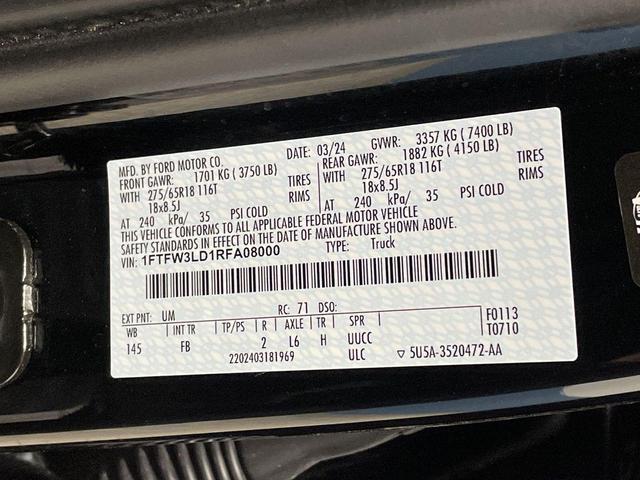 MFD. BY FORD MOTOR CO.
DATE: 03/24 GVWR: 3357 KG ( 7400 LB)
FRONT GAWR: 1701 KG ( 3750 LB) REAR GAWR: 1882 KG ( 4150 LB)
WITH 275/65R18 116T TIRES WITH 275/65R18 116T TIRES
18x8.5J RIMS 18x8.5J RIMS
AT 240 kPa/ 35 PSI COLD AT 240 kPa/ 35 PSI COLD
THIS VEHICLE CONFORMS TO ALL APPLICABLE FEDERAL MOTOR VEHICLE
SAFETY STANDARDS IN EFFECT ON THE DATE OF MANUFACTURE SHOWN ABOVE.
VIN: 1FTFW3LD1RFA08000 TYPE: Truck
EXT PNT: UM RC: 71 DSO:
WB INT TR TP/PS R AXLE TR SPR F0113
145 FB 2 L6 H UUCC T0710
2202403181969 ULC ▽ 5U5A-3520472-AA